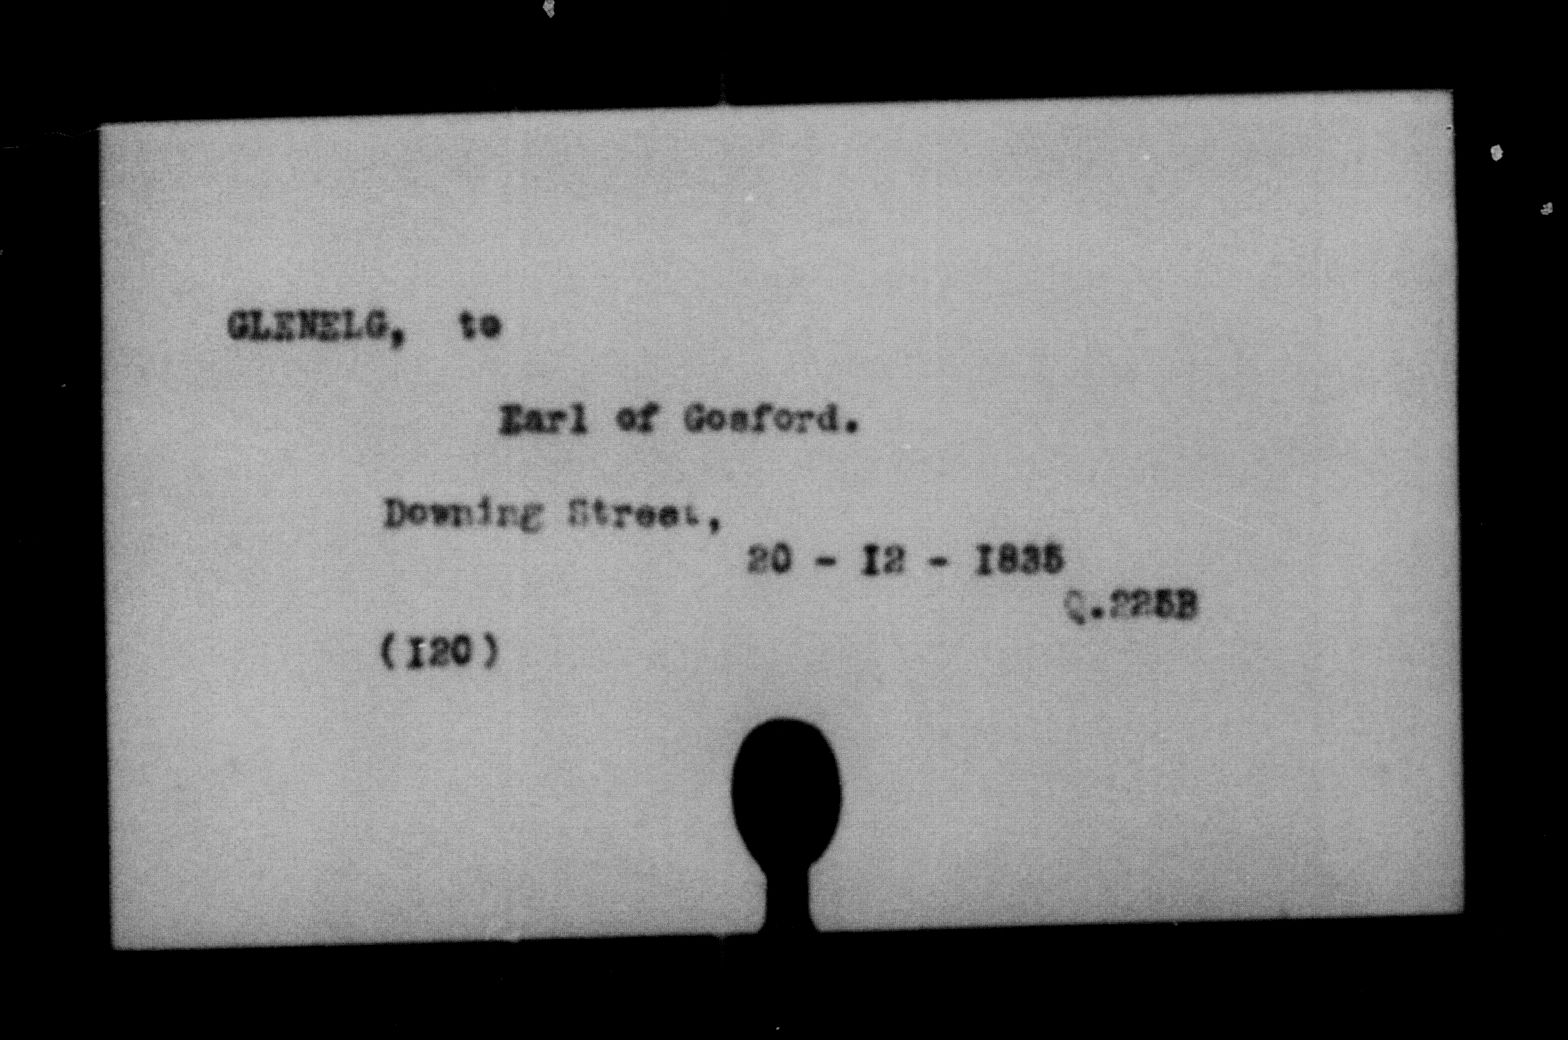 GLENELG, to
Earl of Gosford.
Downing Street,
20 - I2 - I835
Q.225B
(I20)